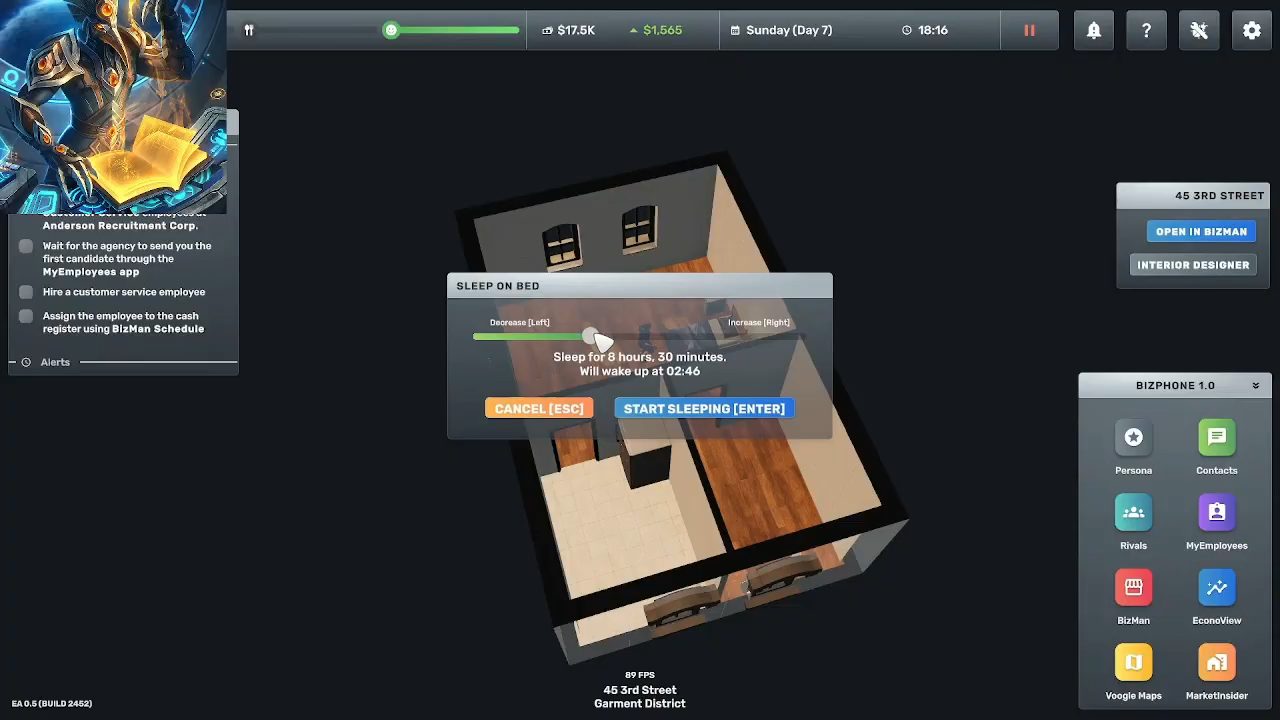 $17.5K
$1,565
Sunday (Day 7)
18:16
?
Anderson Recruitment Corp.
Wait for the agency to send you the
first candidate through the
MyEmployees app
Hire a customer service employee
Assign the employee to the cash
register using BizMan Schedule
Alerts
SLEEP ON BED
Decrease [Left]
Increase [Right]
Sleep for 8 hours, 30 minutes.
Will wake up at 02:46
CANCEL [ESC]
START SLEEPING [ENTER]
45 3RD STREET
OPEN IN BIZMAN
INTERIOR DESIGNER
BIZPHONE 1.0
Persona
Contacts
Rivals
MyEmployees
BizMan
EconoView
Voogle Maps
MarketInsider
89 FPS
45 3rd Street
Garment District
EA 0.5 (BUILD 2452)